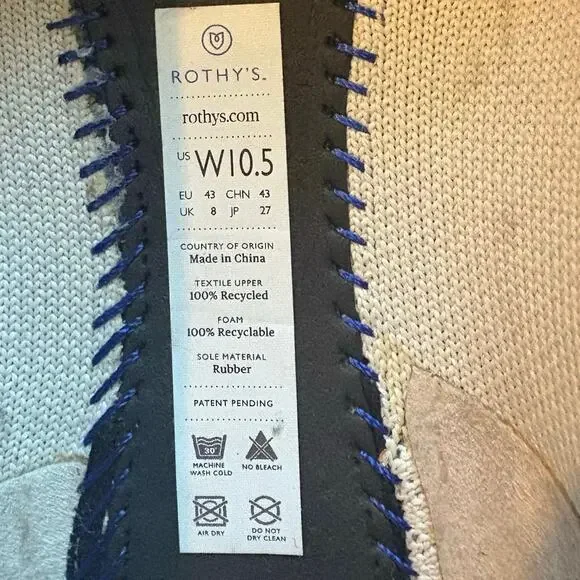 ROTHY'S™
rothys.com
US W10.5
EU 43 CHN 43
UK 8 JP 27
COUNTRY OF ORIGIN
Made in China
TEXTILE UPPER
100% Recycled
FOAM
100% Recyclable
SOLE MATERIAL
Rubber
PATENT PENDING
30°
MACHINE WASH COLD
NO BLEACH
AIR DRY
DO NOT DRY CLEAN